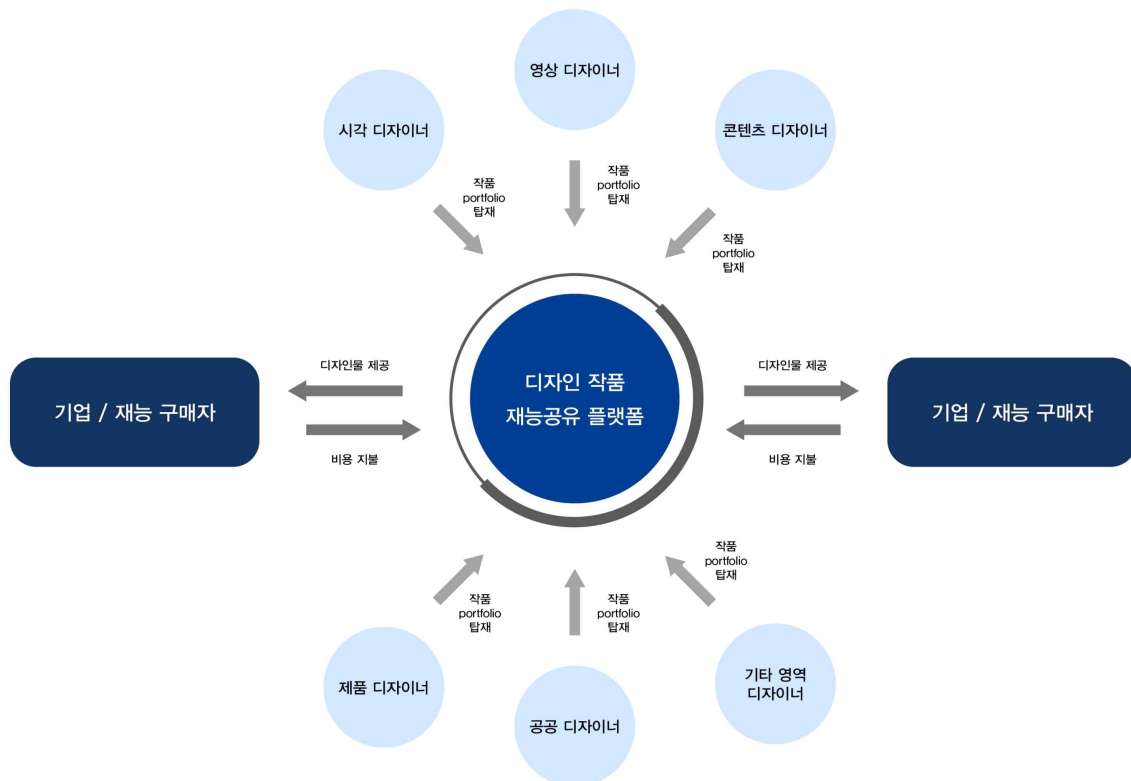 영상 디자이너
시각 디자이너
콘텐츠 디자이너
작품
portfolio
탑재
작품
portfolio
탑재
작품
portfolio
탑재
디자인물 제공
기업 / 재능 구매자
비용 지불
디자인 작품
재능공유 플랫폼
디자인물 제공
기업 / 재능 구매자
비용 지불
작품
portfolio
탑재
작품
portfolio
탑재
작품
portfolio
탑재
제품 디자이너
공공 디자이너
기타 영역
디자이너